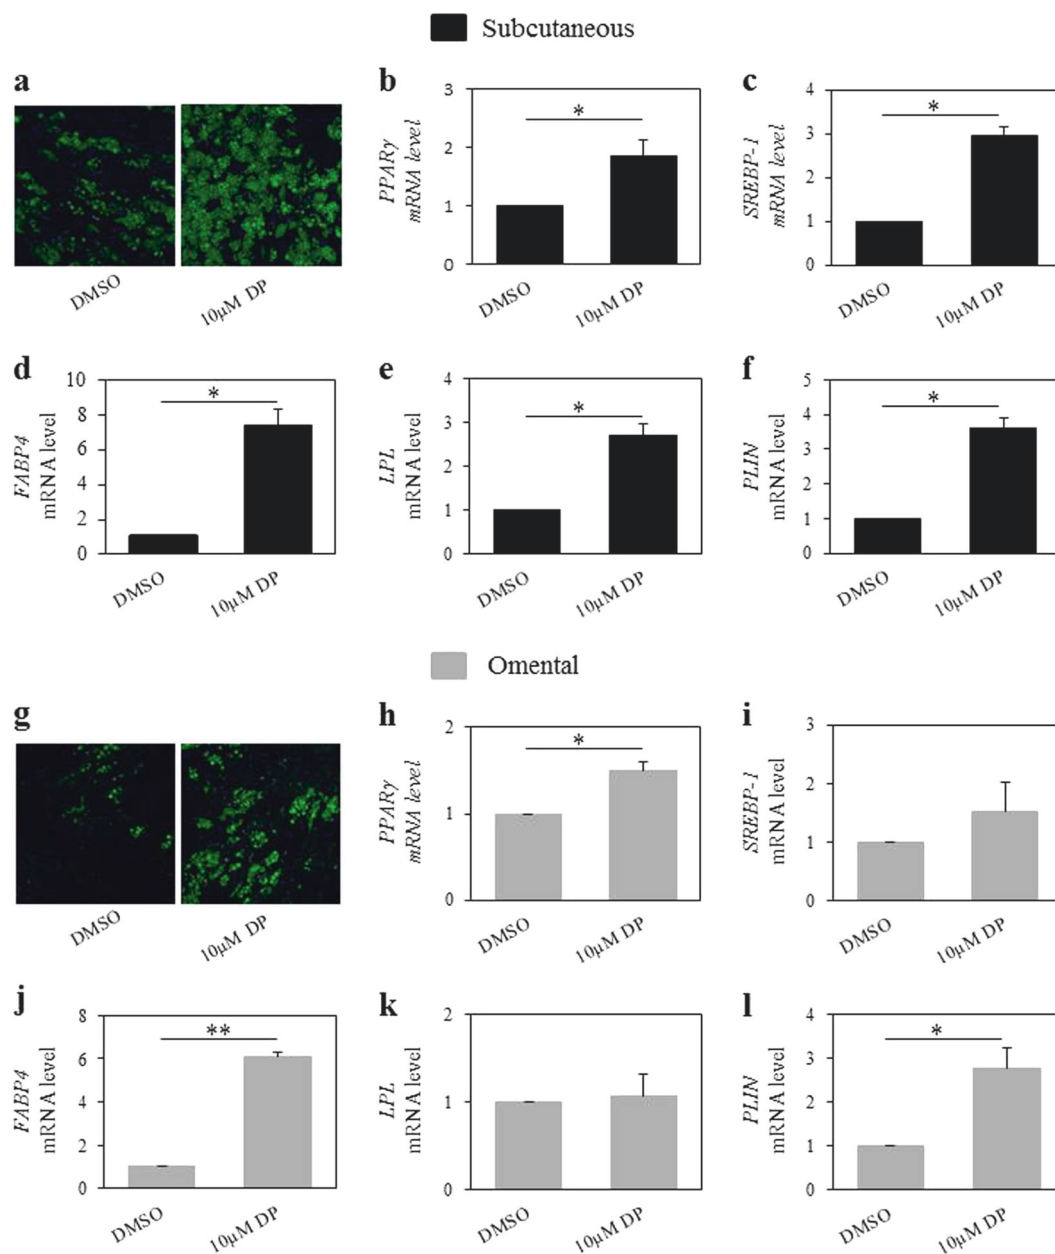 Subcutaneous
a
DMSO
10µM DP
b
PPARγ
mRNA level
3
2
1
0
*
DMSO
10µM DP
c
SREBP-1
mRNA level
4
3
2
1
0
*
DMSO
10µM DP
d
FABP4
mRNA level
10
8
6
4
2
0
*
DMSO
10µM DP
e
LPL
mRNA level
4
3
2
1
0
*
DMSO
10µM DP
f
PLIN
mRNA level
5
4
3
2
1
0
*
DMSO
10µM DP
Omental
g
DMSO
10µM DP
h
PPARγ
mRNA level
2
1
0
*
DMSO
10µM DP
i
SREBP-1
mRNA level
3
2
1
0
DMSO
10µM DP
j
FABP4
mRNA level
8
6
4
2
0
**
DMSO
10µM DP
k
LPL
mRNA level
2
1
0
DMSO
10µM DP
l
PLIN
mRNA level
4
3
2
1
0
*
DMSO
10µM DP